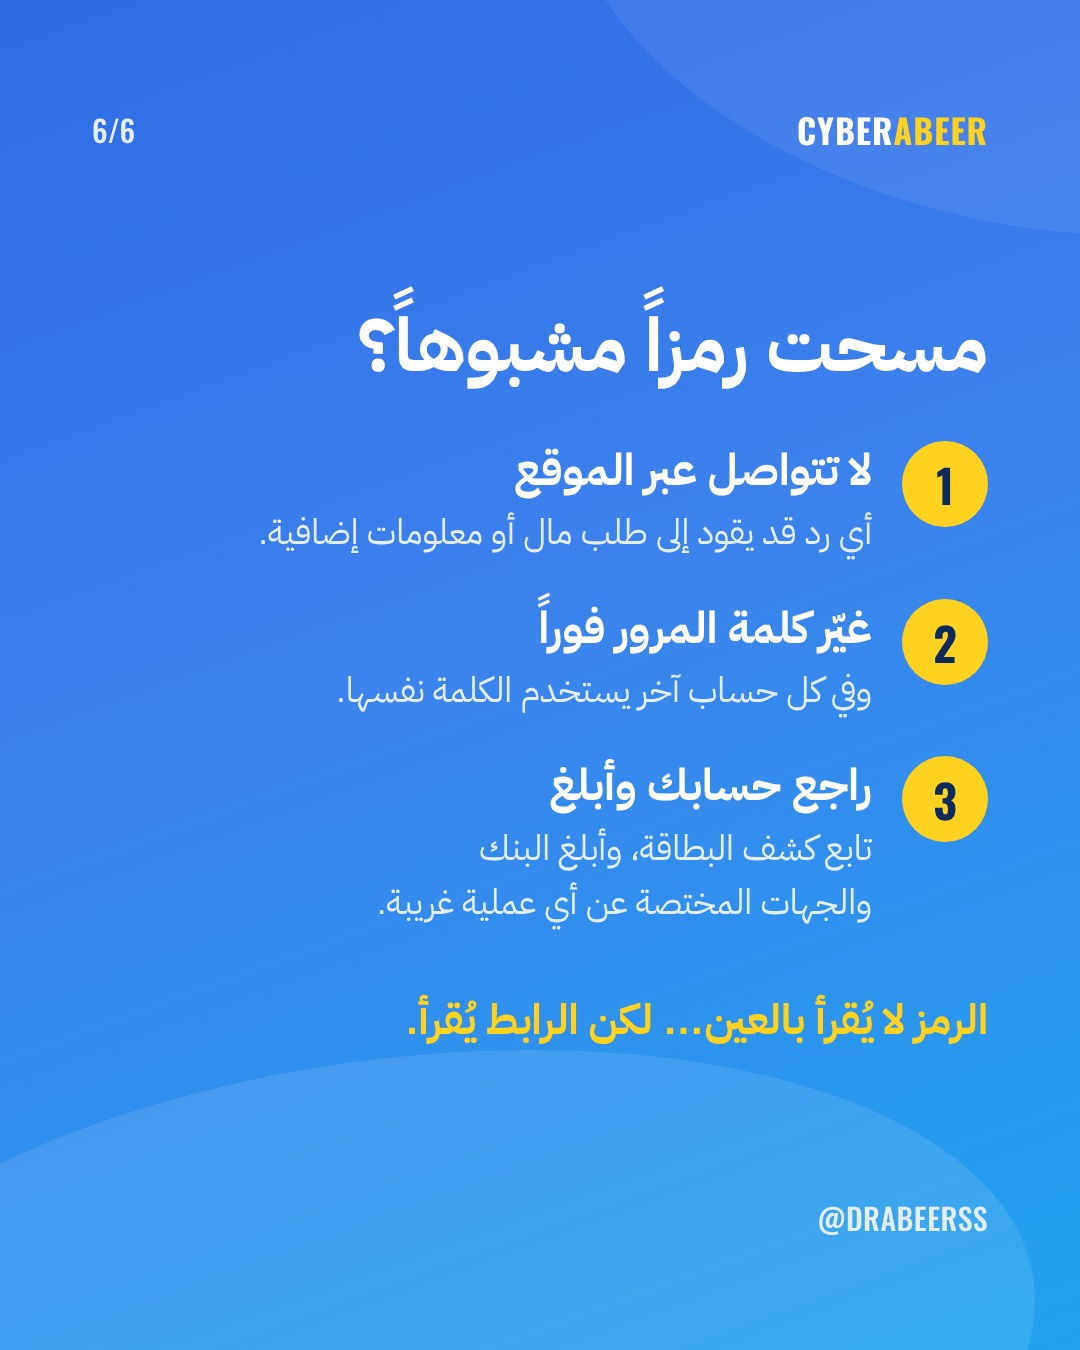 CYBERABEER
6/6
مسحت رمزاً مشبوهاً؟
1
لا تتواصل عبر الموقع
أي رد قد يقود إلى طلب مال أو معلومات إضافية.
2
غيّر كلمة المرور فوراً
وفي كل حساب آخر يستخدم الكلمة نفسها.
3
راجع حسابك وأبلغ
تابع كشف البطاقة، وأبلغ البنك
والجهات المختصة عن أي عملية غريبة.
الرمز لا يُقرأ بالعين... لكن الرابط يُقرأ.
@DRABEERSS